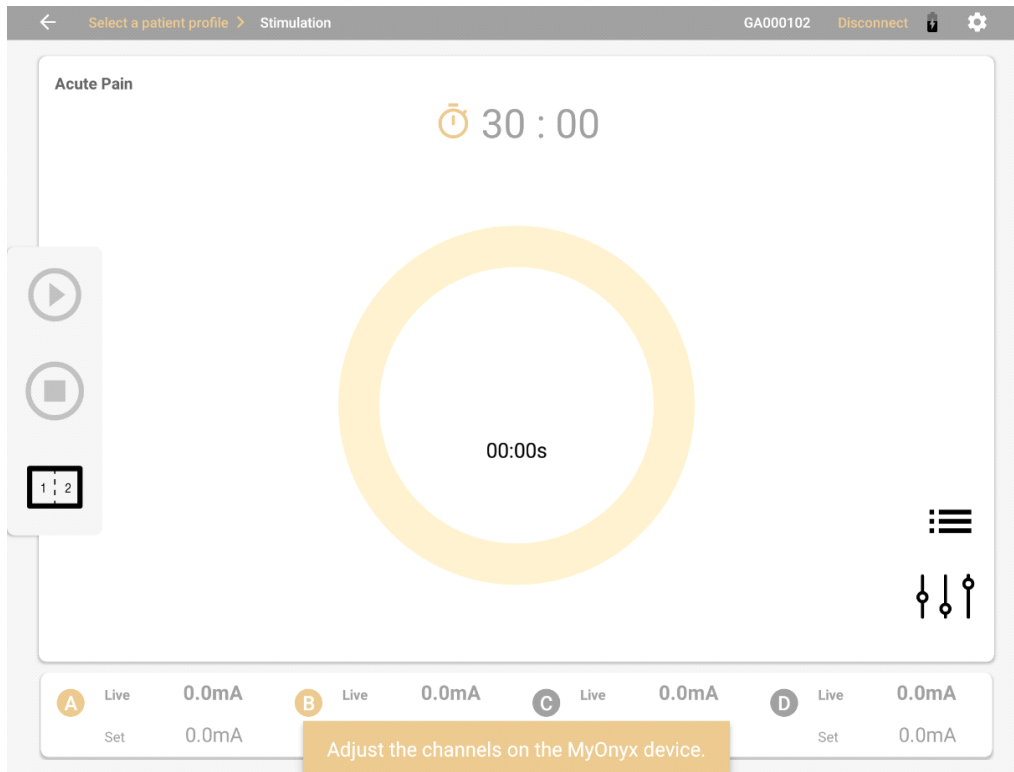 Select a patient profile > Stimulation GA000102 Disconnect
Acute Pain
30 : 00
00:00s
1 2
A Live 0.0mA B Live 0.0mA C Live 0.0mA D Live 0.0mA
Set 0.0mA Set 0.0mA
Adjust the channels on the MyOnyx device.